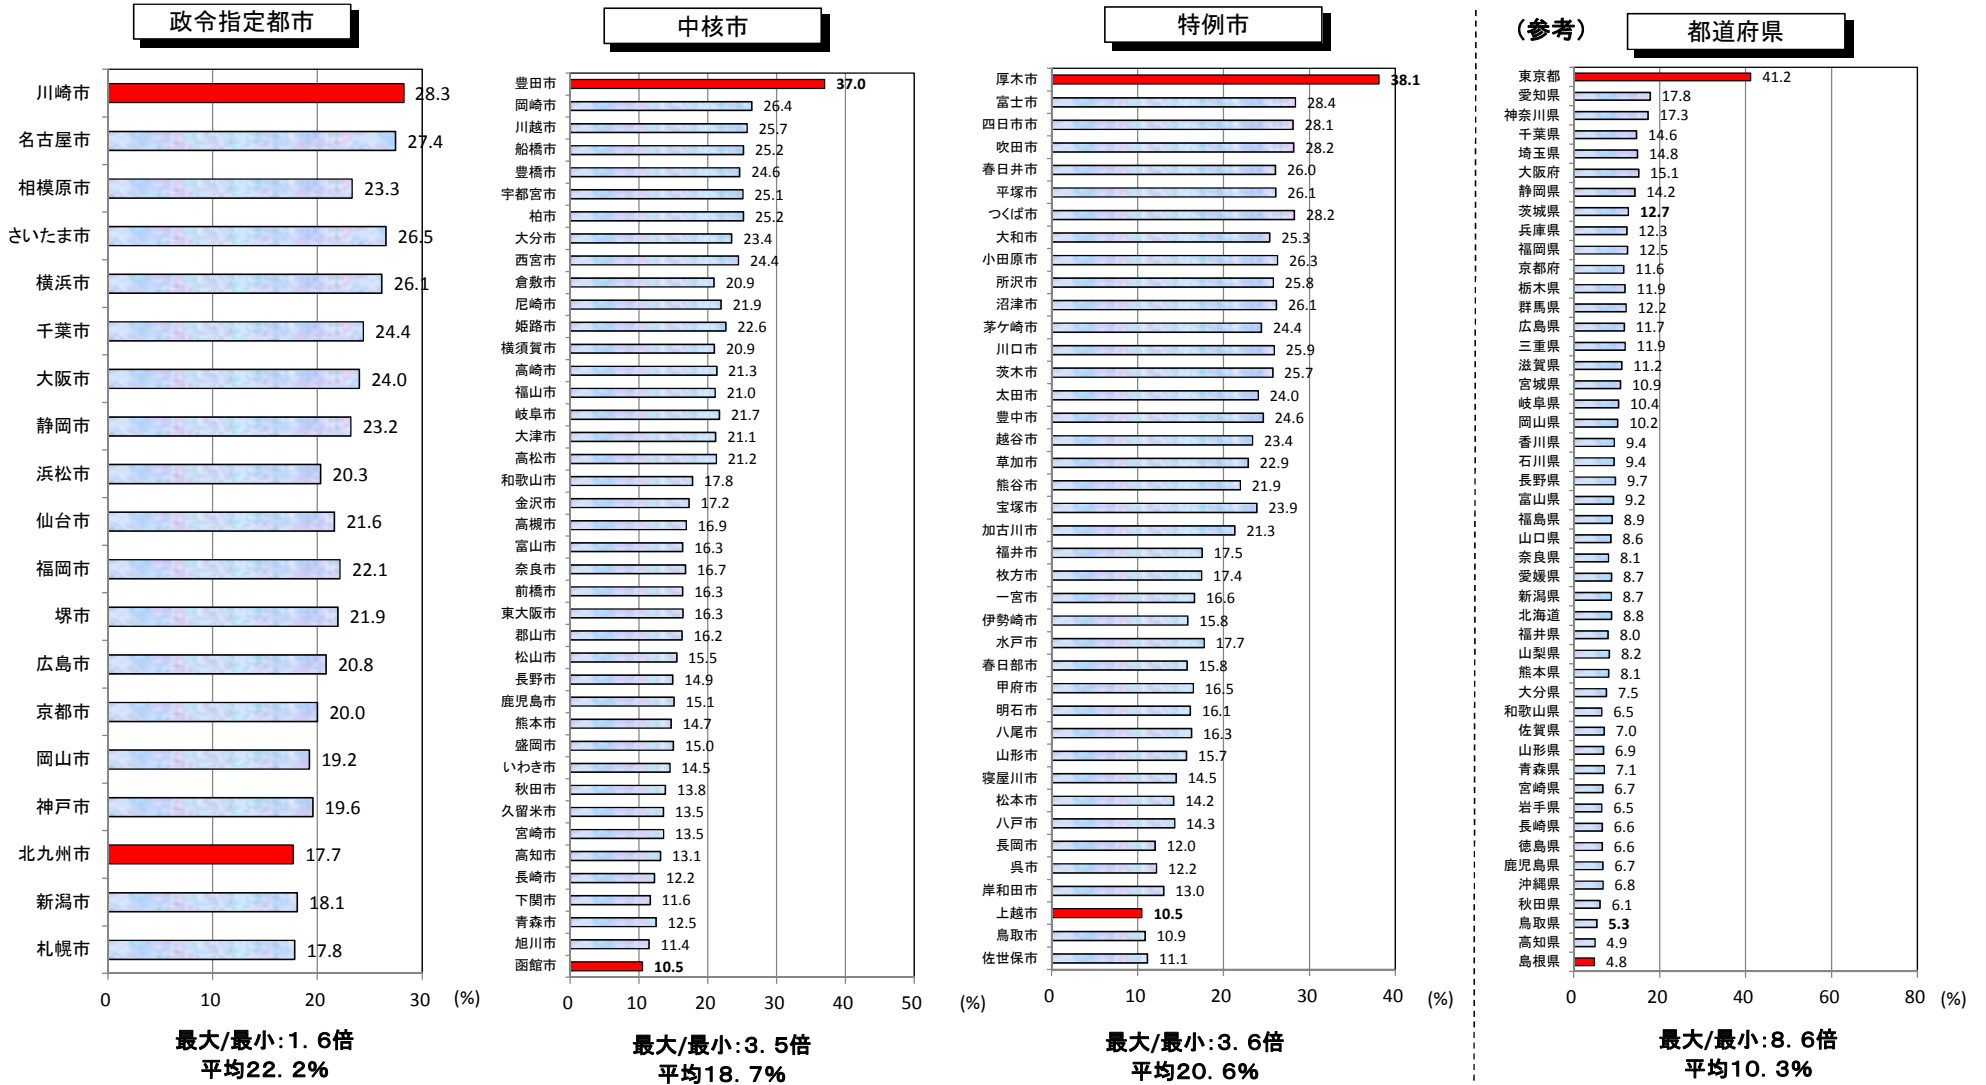 政令指定都市
川崎市 28.3
名古屋市 27.4
相模原市 23.3
さいたま市 26.5
横浜市 26.1
千葉市 24.4
大阪市 24.0
静岡市 23.2
浜松市 20.3
仙台市 21.6
福岡市 22.1
堺市 21.9
広島市 20.8
京都市 20.0
岡山市 19.2
神戸市 19.6
北九州市 17.7
新潟市 18.1
札幌市 17.8
0 10 20 30 (%)
最大/最小:1.6倍
平均22.2%
中核市
豊田市 37.0
岡崎市 26.4
川越市 25.7
船橋市 25.2
豊橋市 24.6
宇都宮市 25.1
柏市 25.2
大分市 23.4
西宮市 24.4
倉敷市 20.9
尼崎市 21.9
姫路市 22.6
横須賀市 20.9
高崎市 21.3
福山市 21.0
岐阜市 21.7
大津市 21.1
高松市 21.2
和歌山市 17.8
金沢市 17.2
高槻市 16.9
富山市 16.3
奈良市 16.7
前橋市 16.3
東大阪市 16.3
郡山市 16.2
松山市 15.5
長野市 14.9
鹿児島市 15.1
熊本市 14.7
盛岡市 15.0
いわき市 14.5
秋田市 13.8
久留米市 13.5
宮崎市 13.5
高知市 13.1
長崎市 12.2
下関市 11.6
青森市 12.5
旭川市 11.4
函館市 10.5
0 10 20 30 40 50 (%)
最大/最小:3.5倍
平均18.7%
特例市
厚木市 38.1
富士市 28.4
四日市市 28.1
吹田市 28.2
春日井市 26.0
平塚市 26.1
つくば市 28.2
大和市 25.3
小田原市 26.3
所沢市 25.8
沼津市 26.1
茅ケ崎市 24.4
川口市 25.9
茨木市 25.7
太田市 24.0
豊中市 24.6
越谷市 23.4
草加市 22.9
熊谷市 21.9
宝塚市 23.9
加古川市 21.3
福井市 17.5
枚方市 17.4
一宮市 16.6
伊勢崎市 15.8
水戸市 17.7
春日部市 15.8
甲府市 16.5
明石市 16.1
八尾市 16.3
山形市 15.7
寝屋川市 14.5
松本市 14.2
八戸市 14.3
長岡市 12.0
呉市 12.2
岸和田市 13.0
上越市 10.5
鳥取市 10.9
佐世保市 11.1
0 10 20 30 40 (%)
最大/最小:3.6倍
平均20.6%
（参考） 都道府県
東京都 41.2
愛知県 17.8
神奈川県 17.3
千葉県 14.6
埼玉県 14.8
大阪府 15.1
静岡県 14.2
茨城県 12.7
兵庫県 12.3
福岡県 12.5
京都府 11.6
栃木県 11.9
群馬県 12.2
広島県 11.7
三重県 11.9
滋賀県 11.2
宮城県 10.9
岐阜県 10.4
岡山県 10.2
香川県 9.4
石川県 9.4
長野県 9.7
富山県 9.2
福島県 8.9
山口県 8.6
奈良県 8.1
愛媛県 8.7
新潟県 8.7
北海道 8.8
福井県 8.0
山梨県 8.2
熊本県 8.1
大分県 7.5
和歌山県 6.5
佐賀県 7.0
山形県 6.9
青森県 7.1
宮崎県 6.7
岩手県 6.5
長崎県 6.6
徳島県 6.6
鹿児島県 6.7
沖縄県 6.8
秋田県 6.1
鳥取県 5.3
高知県 4.9
島根県 4.8
0 20 40 60 80 (%)
最大/最小:8.6倍
平均10.3%